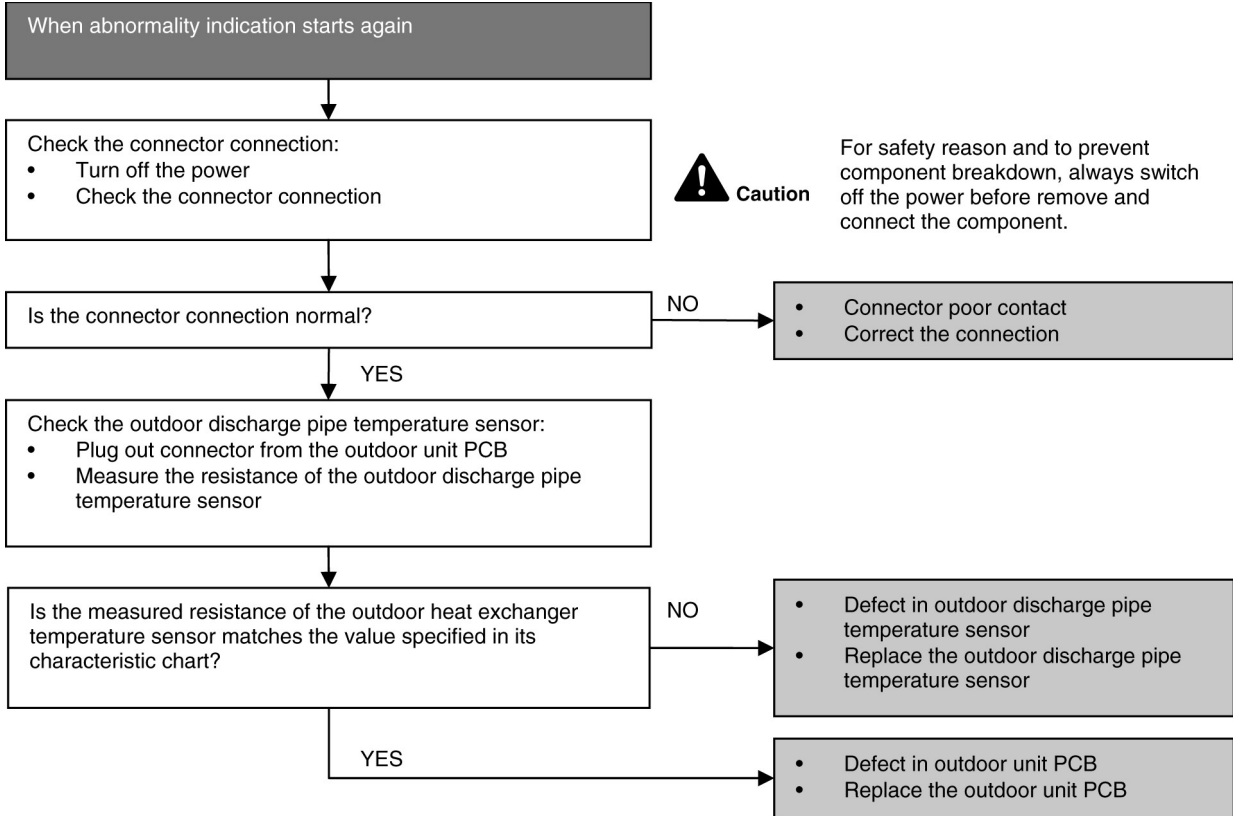 When abnormality indication starts again
Check the connector connection:
• Turn off the power
• Check the connector connection
Caution
For safety reason and to prevent
component breakdown, always switch
off the power before remove and
connect the component.
Is the connector connection normal?
NO
• Connector poor contact
• Correct the connection
YES
Check the outdoor discharge pipe temperature sensor:
• Plug out connector from the outdoor unit PCB
• Measure the resistance of the outdoor discharge pipe
temperature sensor
Is the measured resistance of the outdoor heat exchanger
temperature sensor matches the value specified in its
characteristic chart?
NO
• Defect in outdoor discharge pipe
temperature sensor
• Replace the outdoor discharge pipe
temperature sensor
YES
• Defect in outdoor unit PCB
• Replace the outdoor unit PCB